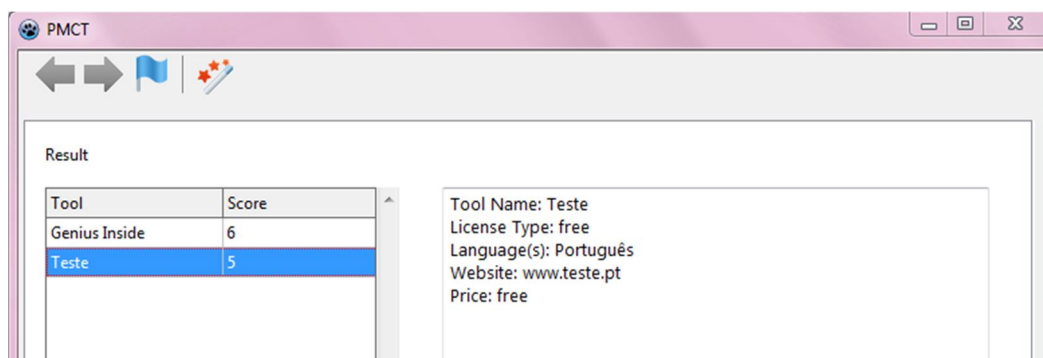 PMCT
Result
Tool Score
Genius Inside 6
Teste 5
Tool Name: Teste
License Type: free
Language(s): Português
Website: www.teste.pt
Price: free